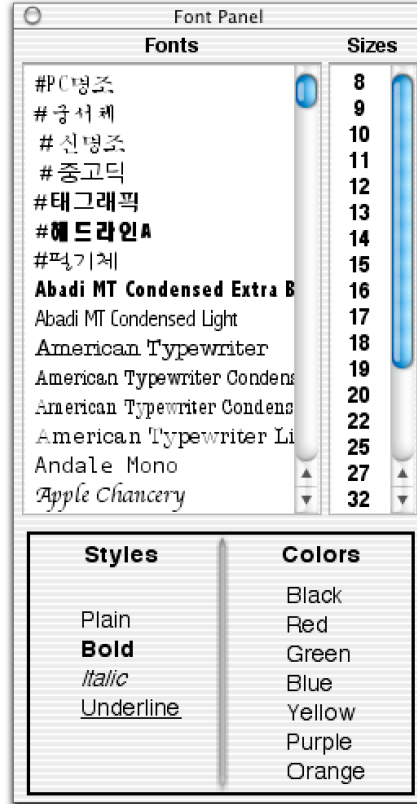 Font Panel
Fonts
#PC명조
#궁서체
#신명조
#중고딕
#태그래픽
#헤드라인A
#필기체
Abadi MT Condensed Extra B
Abadi MT Condensed Light
American Typewriter
American Typewriter Condens
American Typewriter Condens
American Typewriter Li
Andale Mono
Apple Chancery
Sizes
8
9
10
11
12
13
14
15
16
17
18
19
20
22
25
27
32
Styles
Plain
Bold
Italic
Underline
Colors
Black
Red
Green
Blue
Yellow
Purple
Orange